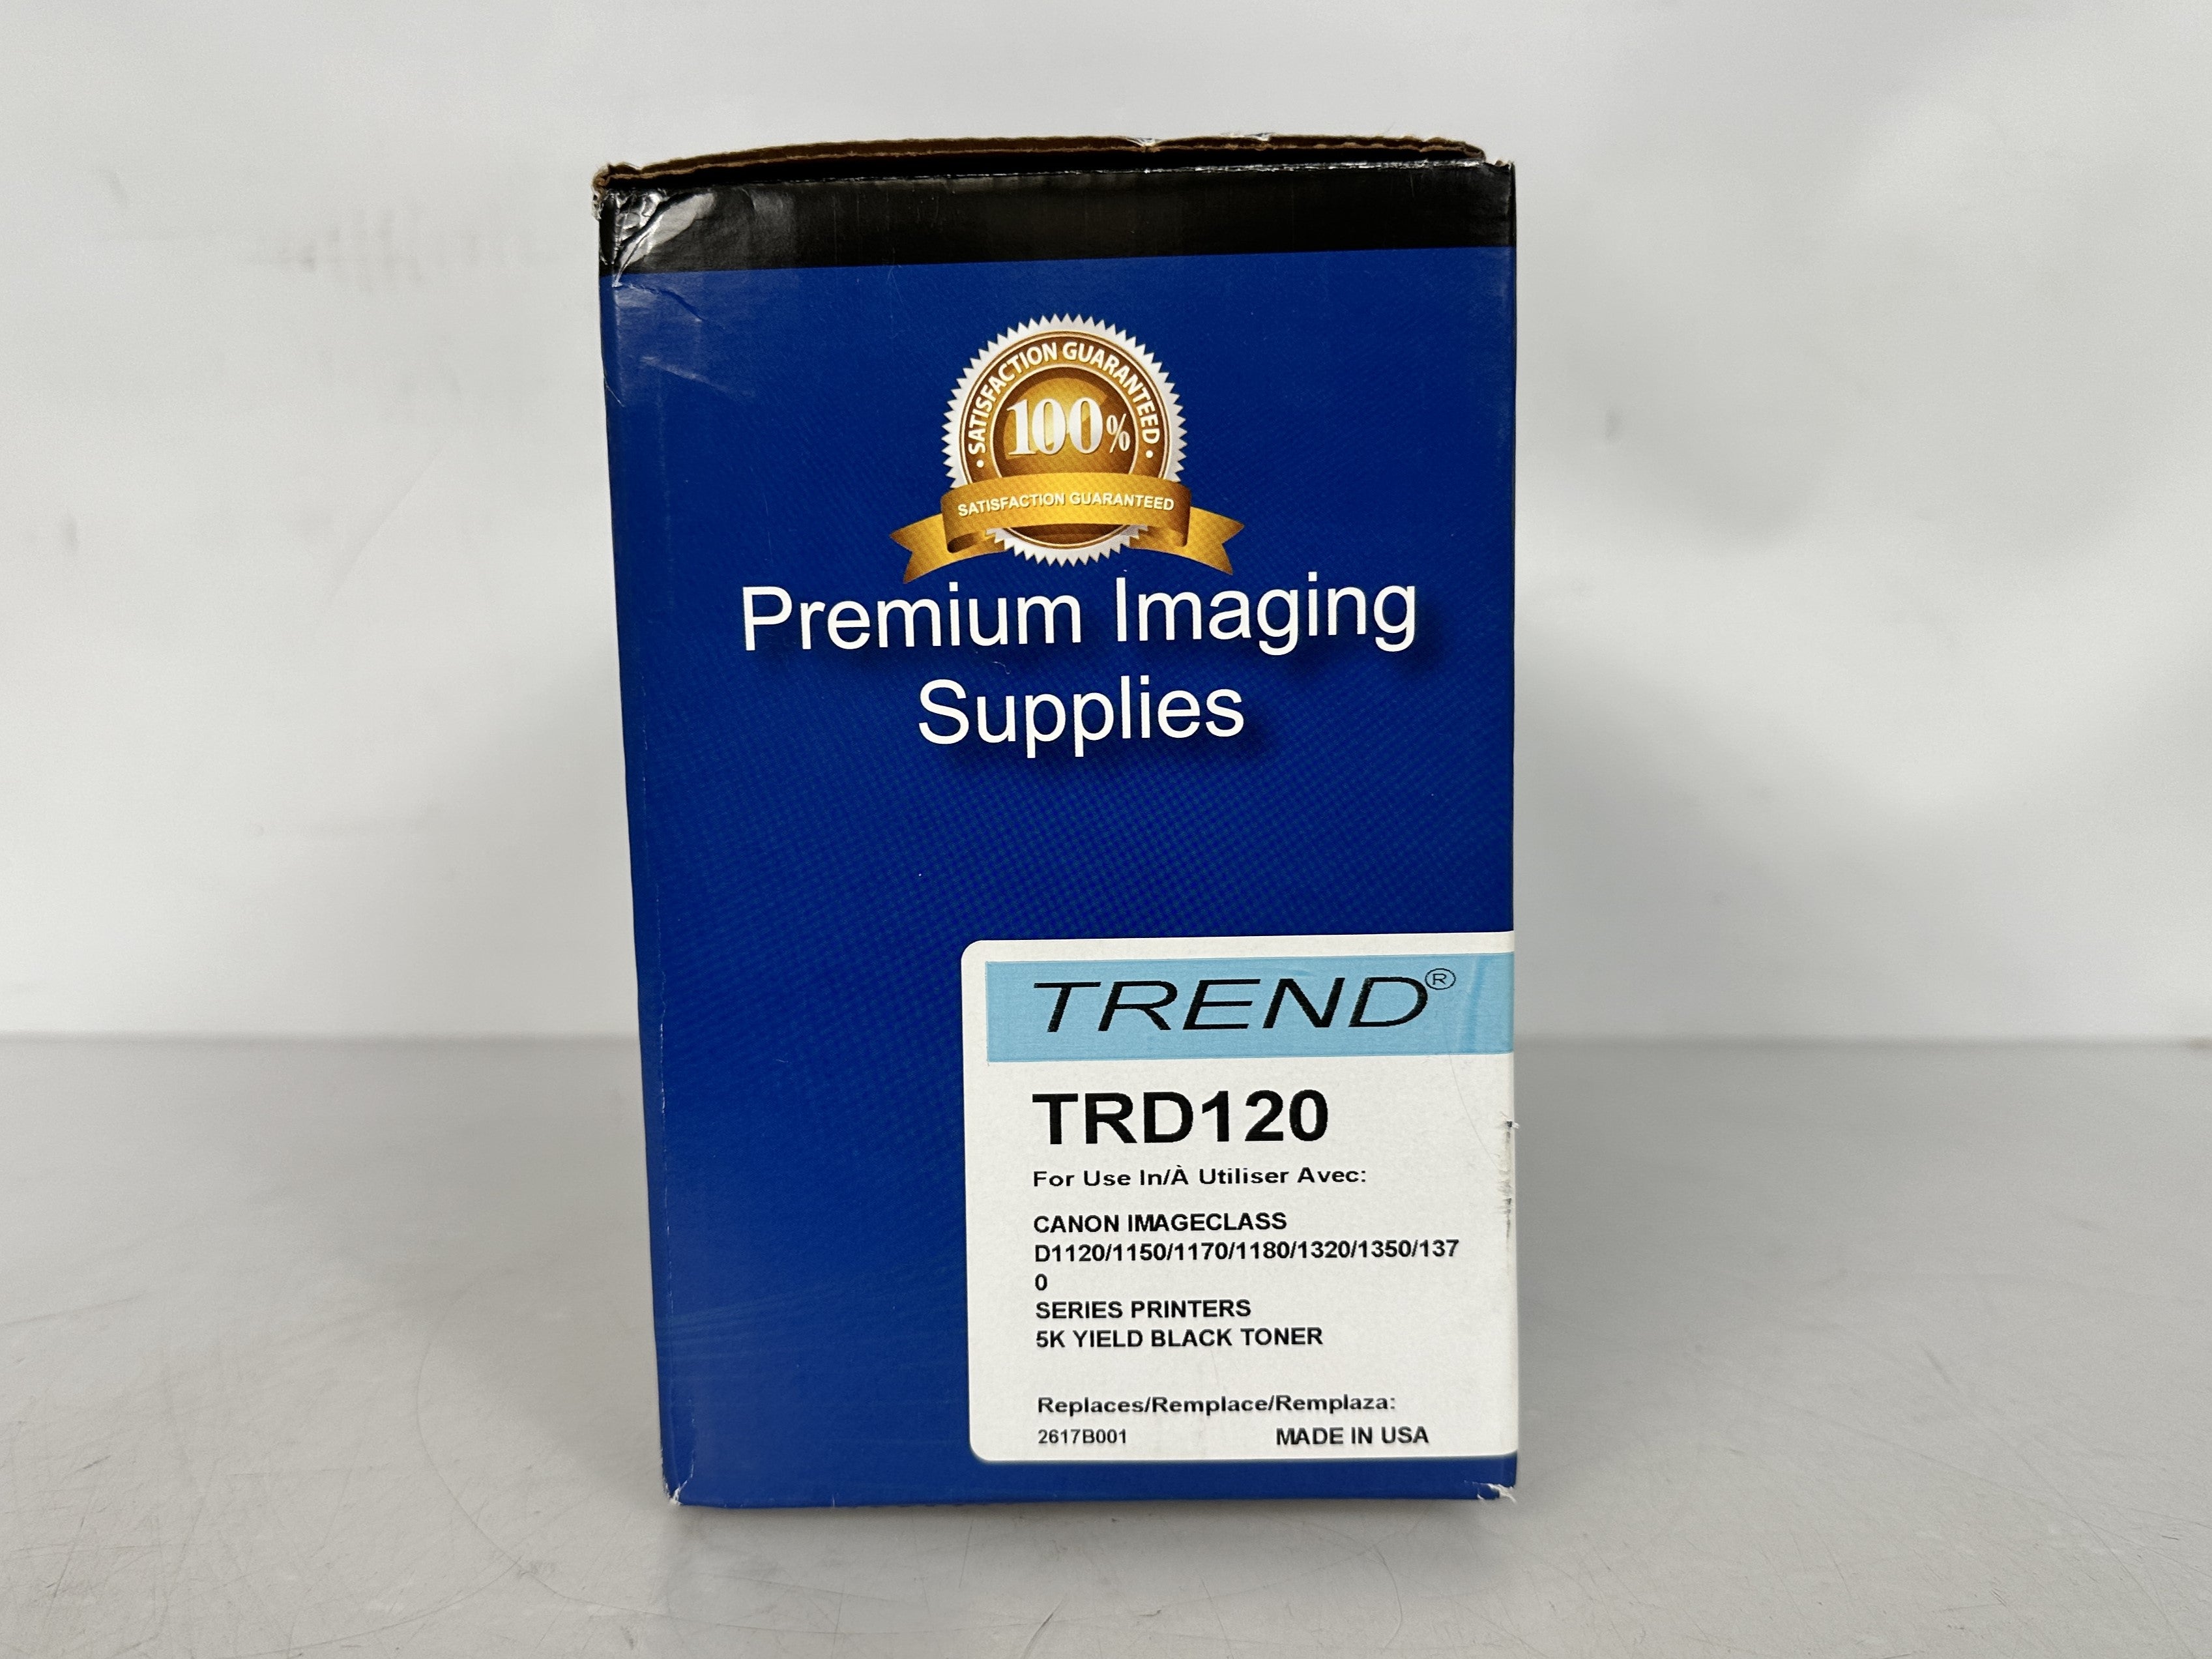 • SATISFACTION GUARANTEED •
100%
SATISFACTION GUARANTEED
Premium Imaging
Supplies
TREND®
TRD120
For Use In/À Utiliser Avec:
CANON IMAGECLASS
D1120/1150/1170/1180/1320/1350/137
0
SERIES PRINTERS
5K YIELD BLACK TONER
Replaces/Remplace/Remplaza:
2617B001 MADE IN USA